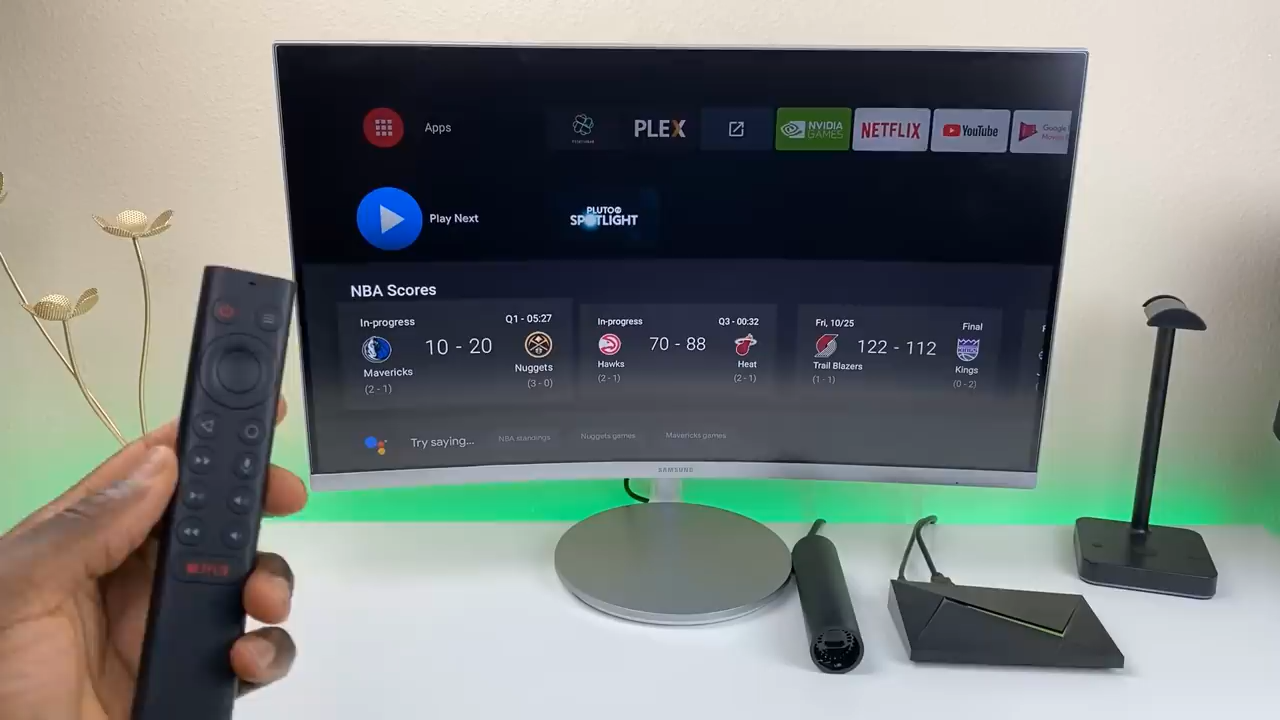 Apps
PLEX
NVIDIA
GAMES
NETFLIX
YouTube
Google
Play Next
PLUTO TV
SPOTLIGHT
NBA Scores
In-progress
Q1 - 05:27
10 - 20
Mavericks
Nuggets
(2 - 1)
(3 - 0)
In-progress
Q3 - 00:32
70 - 88
Hawks
Heat
(2 - 1)
(2 - 1)
Fri, 10/25
Final
122 - 112
Trail Blazers
Kings
(1 - 1)
(0 - 2)
Try saying...
NBA standings
Nuggets games
Mavericks games
SAMSUNG
NETFLIX